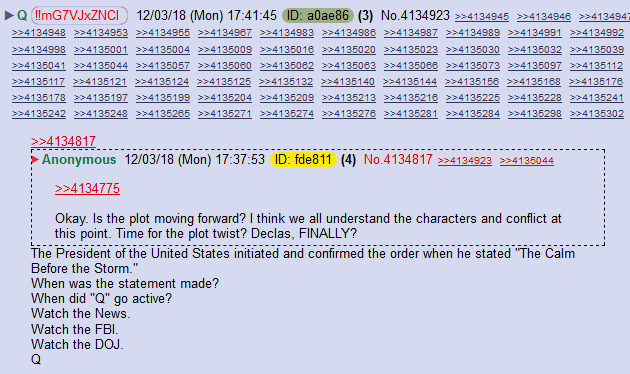 Q !!mG7VJxZNCI 12/03/18 (Mon) 17:41:45 ID: a0ae86 (3) No.4134923 >>4134945 >>4134946 >>4134947
>>4134948 >>4134953 >>4134955 >>4134967 >>4134983 >>4134986 >>4134987 >>4134989 >>4134991 >>4134992
>>4134998 >>4135001 >>4135004 >>4135009 >>4135016 >>4135020 >>4135023 >>4135030 >>4135032 >>4135039
>>4135041 >>4135044 >>4135057 >>4135060 >>4135062 >>4135063 >>4135066 >>4135073 >>4135097 >>4135112
>>4135117 >>4135121 >>4135124 >>4135125 >>4135132 >>4135140 >>4135144 >>4135156 >>4135168 >>4135176
>>4135178 >>4135197 >>4135199 >>4135204 >>4135209 >>4135213 >>4135216 >>4135225 >>4135228 >>4135241
>>4135242 >>4135248 >>4135265 >>4135271 >>4135274 >>4135276 >>4135281 >>4135284 >>4135298 >>4135302
>>4134817
Anonymous 12/03/18 (Mon) 17:37:53 ID: fde811 (4) No.4134817 >>4134923 >>4135044
>>4134775
Okay. Is the plot moving forward? I think we all understand the characters and conflict at
this point. Time for the plot twist? Declas, FINALLY?
The President of the United States initiated and confirmed the order when he stated "The Calm
Before the Storm."
When was the statement made?
When did "Q" go active?
Watch the News.
Watch the FBI.
Watch the DOJ.
Q